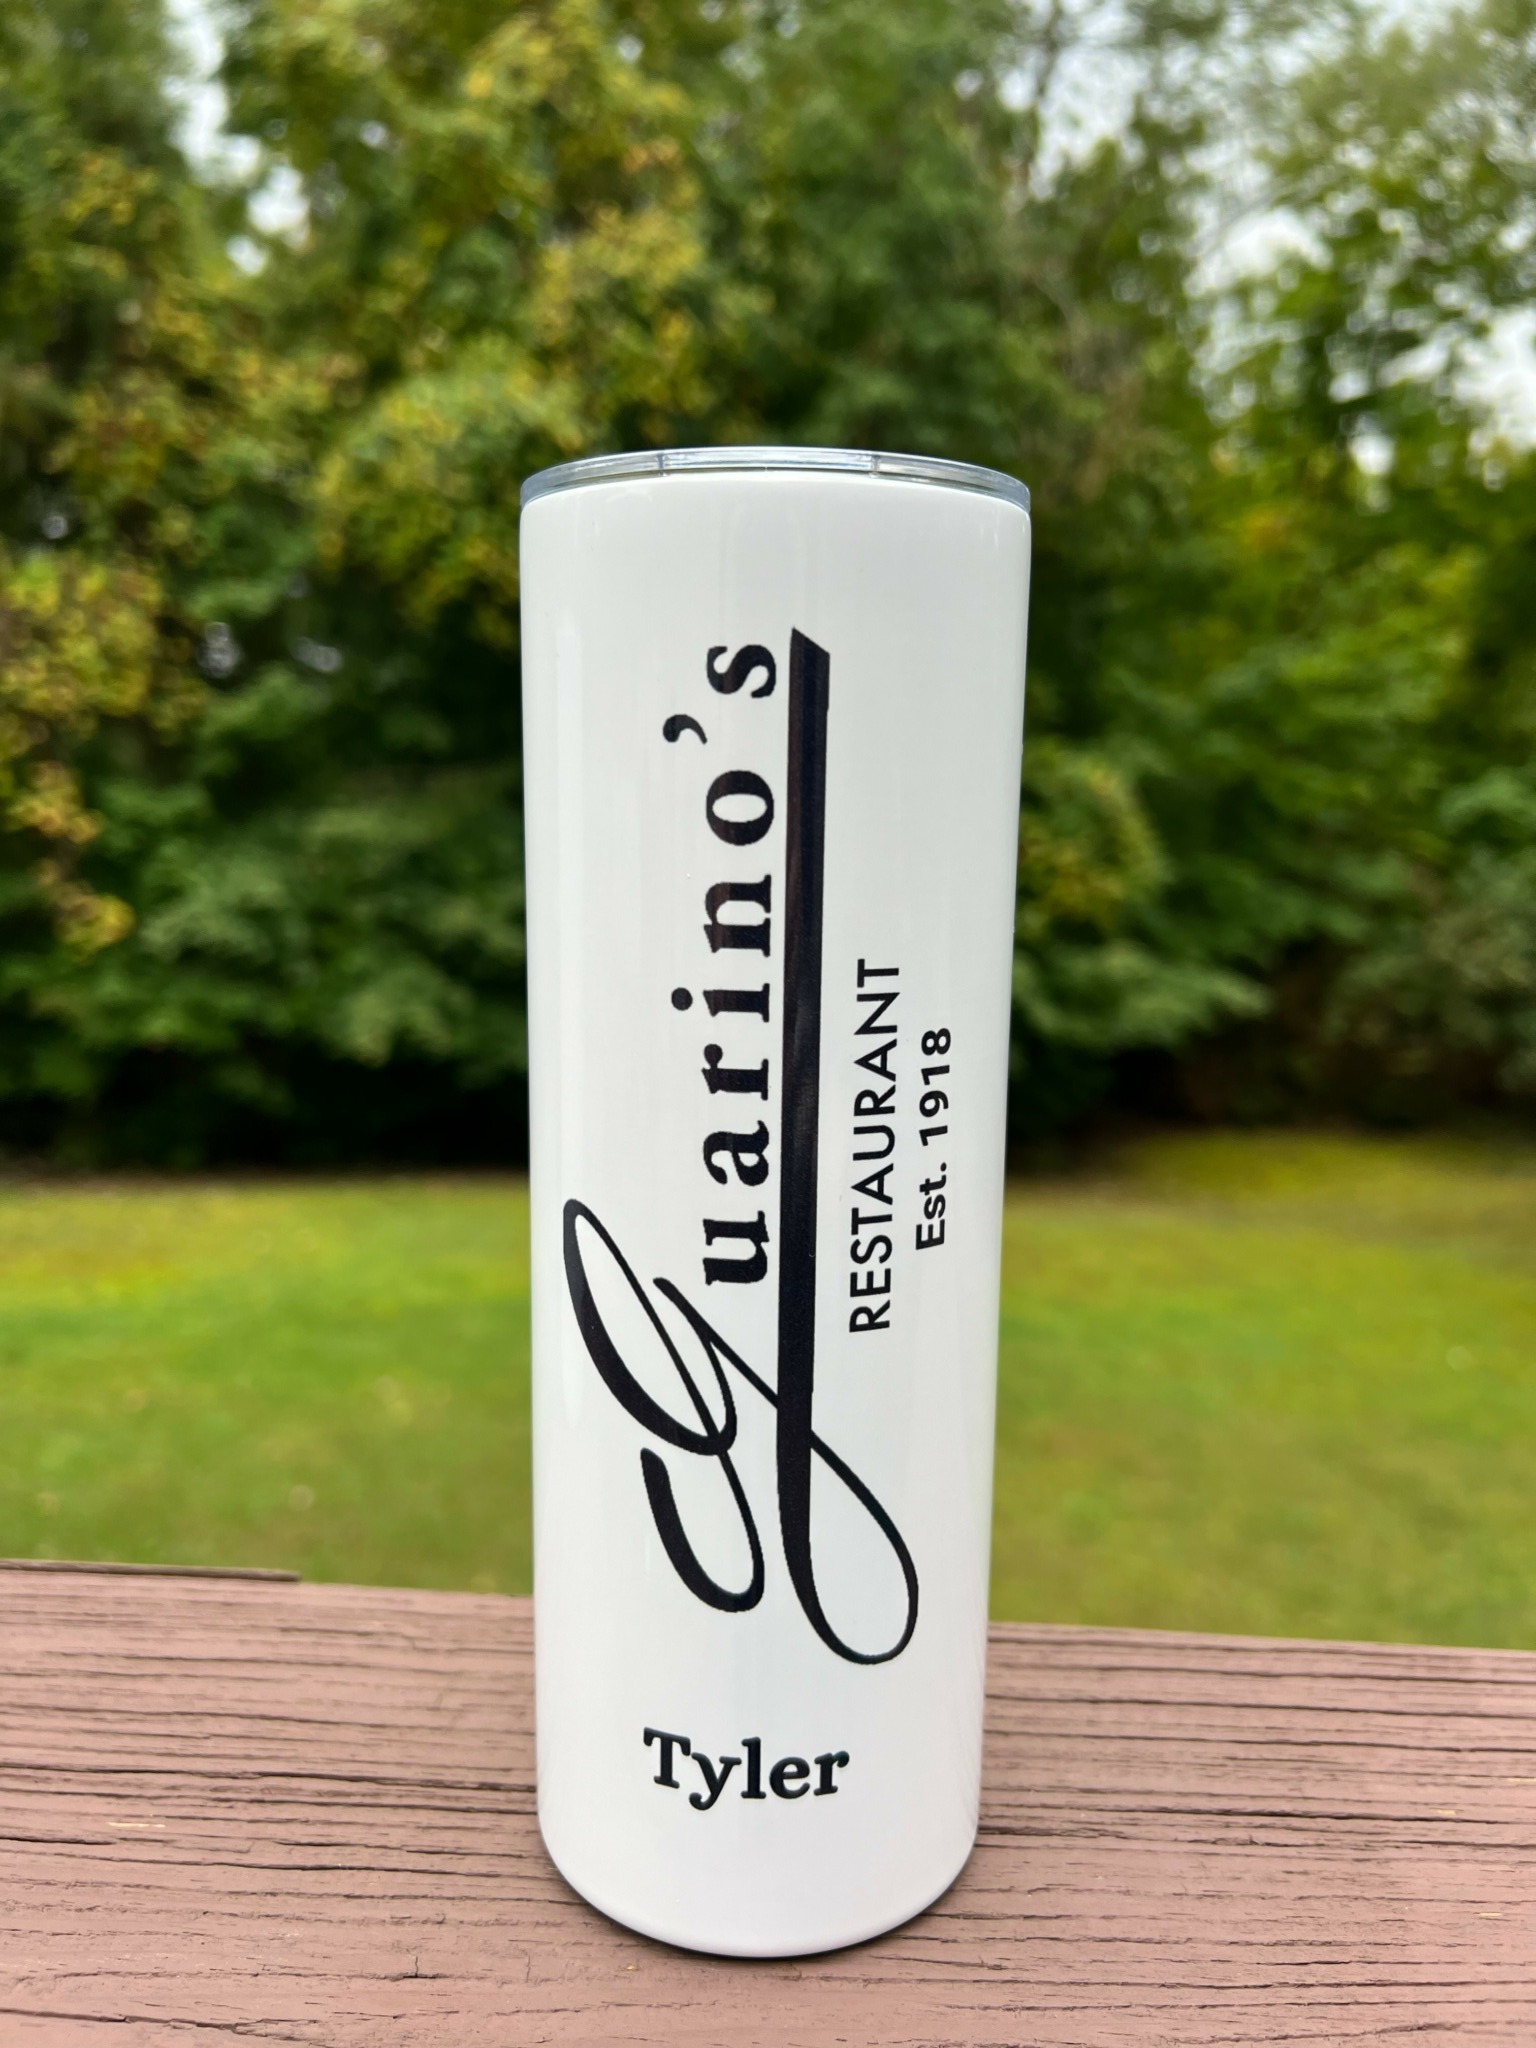 Guarino's
RESTAURANT
Est. 1918
Tyler